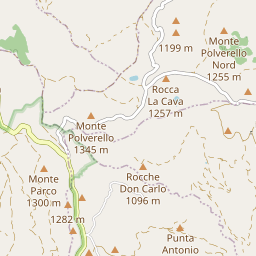 1199 m
Monte
Polverello
Nord
1255 m
Rocca
La Cava
1257 m
Monte
Polverello
1345 m
Monte
Parco
1300 m
Rocche
Don Carlo
1096 m
1282 m
Punta
Antonio